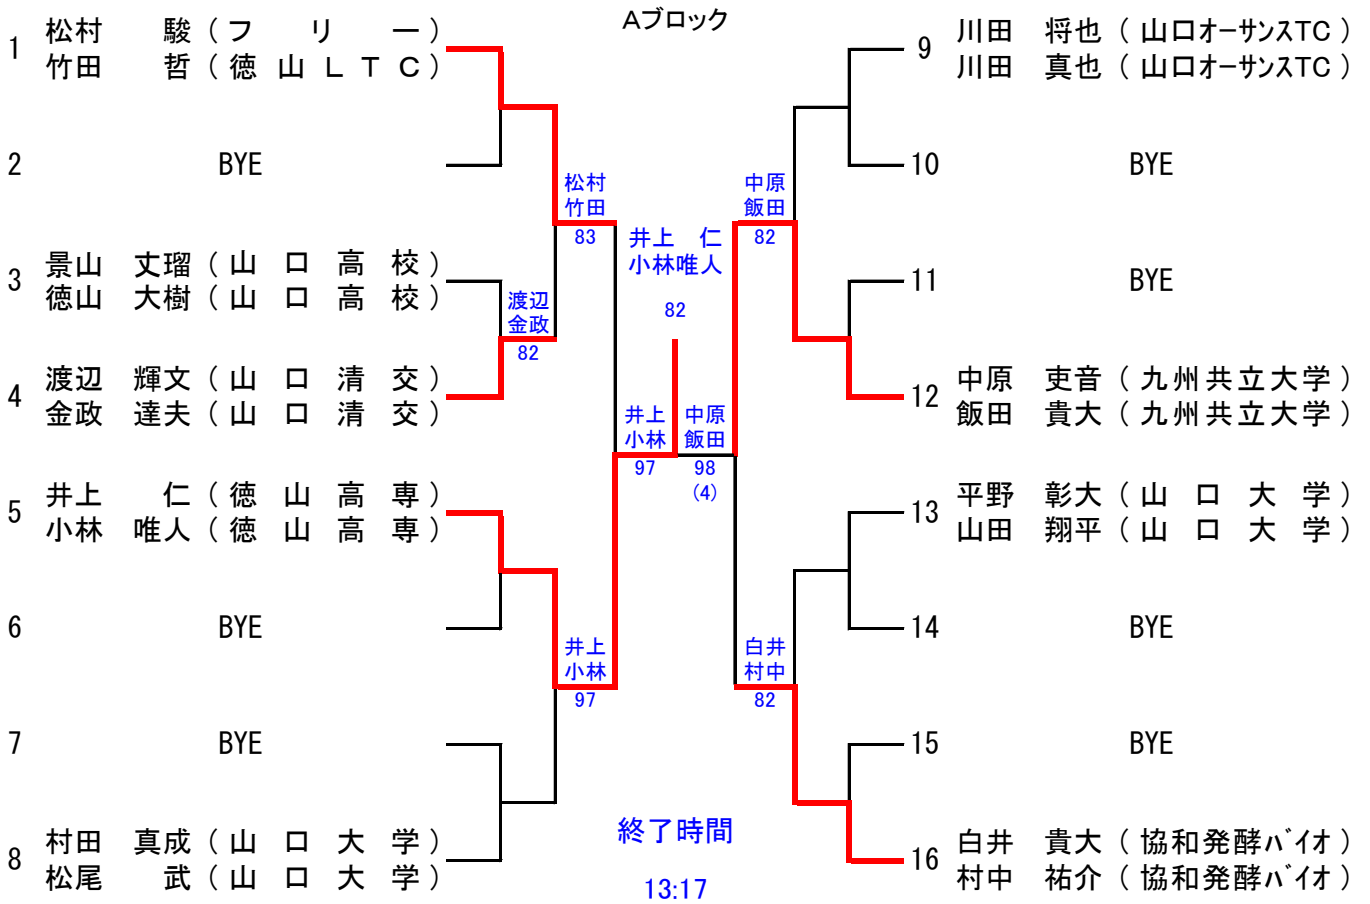 Aブロック
1 松村 駿 ( フ リ ー )
竹田 哲 ( 徳 山 L T C )
2 BYE
3 景山 丈瑠 ( 山 口 高 校 )
徳山 大樹 ( 山 口 高 校 )
4 渡辺 輝文 ( 山 口 清 交 )
金政 達夫 ( 山 口 清 交 )
5 井上 仁 ( 徳 山 高 専 )
小林 唯人 ( 徳 山 高 専 )
6 BYE
7 BYE
8 村田 真成 ( 山 口 大 学 )
松尾 武 ( 山 口 大 学 )
渡辺
金政
82
松村
竹田
83
井上
小林
97
井上
小林
97
井上 仁
小林唯人
82
中原
飯田
98
(4)
中原
飯田
82
白井
村中
82
9 川田 将也 ( 山口オーサンスTC )
川田 真也 ( 山口オーサンスTC )
10 BYE
11 BYE
12 中原 吏音 ( 九州共立大学 )
飯田 貴大 ( 九州共立大学 )
13 平野 彰大 ( 山 口 大 学 )
山田 翔平 ( 山 口 大 学 )
14 BYE
15 BYE
16 白井 貴大 ( 協和発酵バイオ )
村中 祐介 ( 協和発酵バイオ )
終了時間
13:17